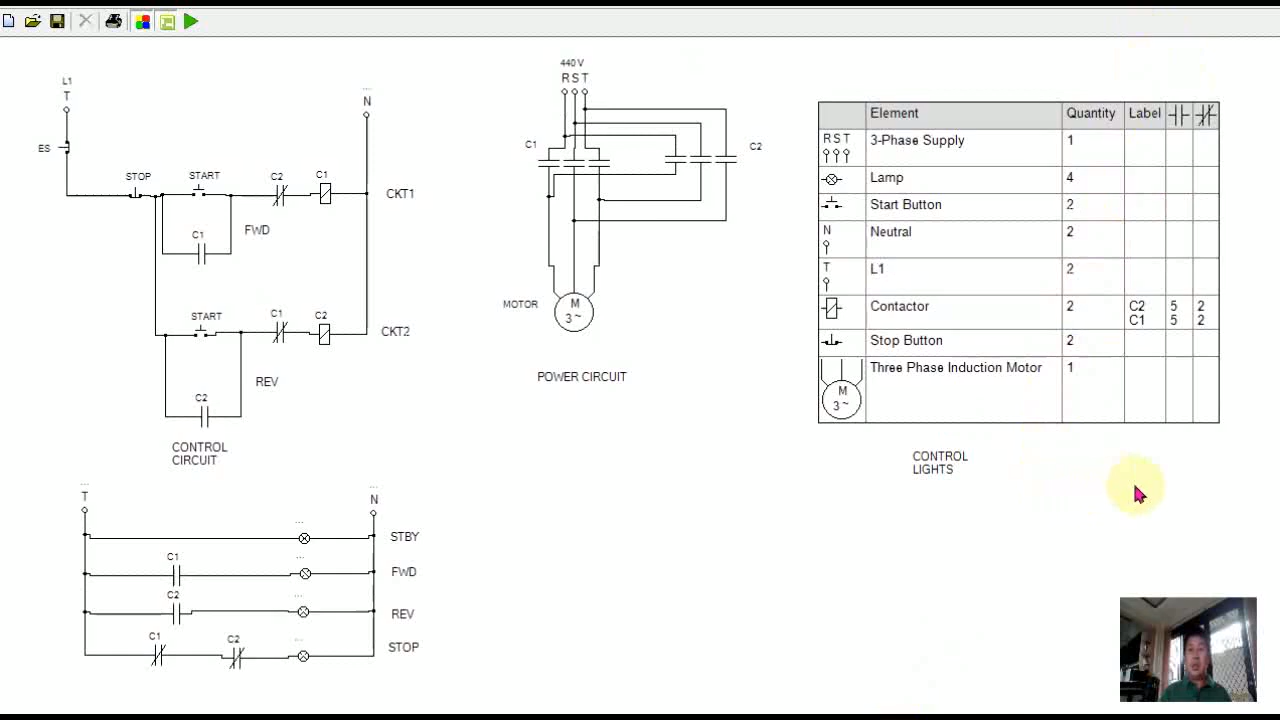 L1
T
...
N
ES
STOP
START
C2
C1
CKT1
C1
FWD
START
C1
C2
CKT2
REV
C2
CONTROL
CIRCUIT
440 V
R S T
C1
C2
MOTOR
M
3 ~
POWER CIRCUIT
Element Quantity Label
R S T 3-Phase Supply 1
Lamp 4
Start Button 2
N Neutral 2
T L1 2
Contactor 2 C2 5 2
C1 5 2
Stop Button 2
Three Phase Induction Motor 1
M
3 ~
CONTROL
LIGHTS
...
T
...
N
...
STBY
C1
...
FWD
C2
...
REV
C1
C2
...
STOP